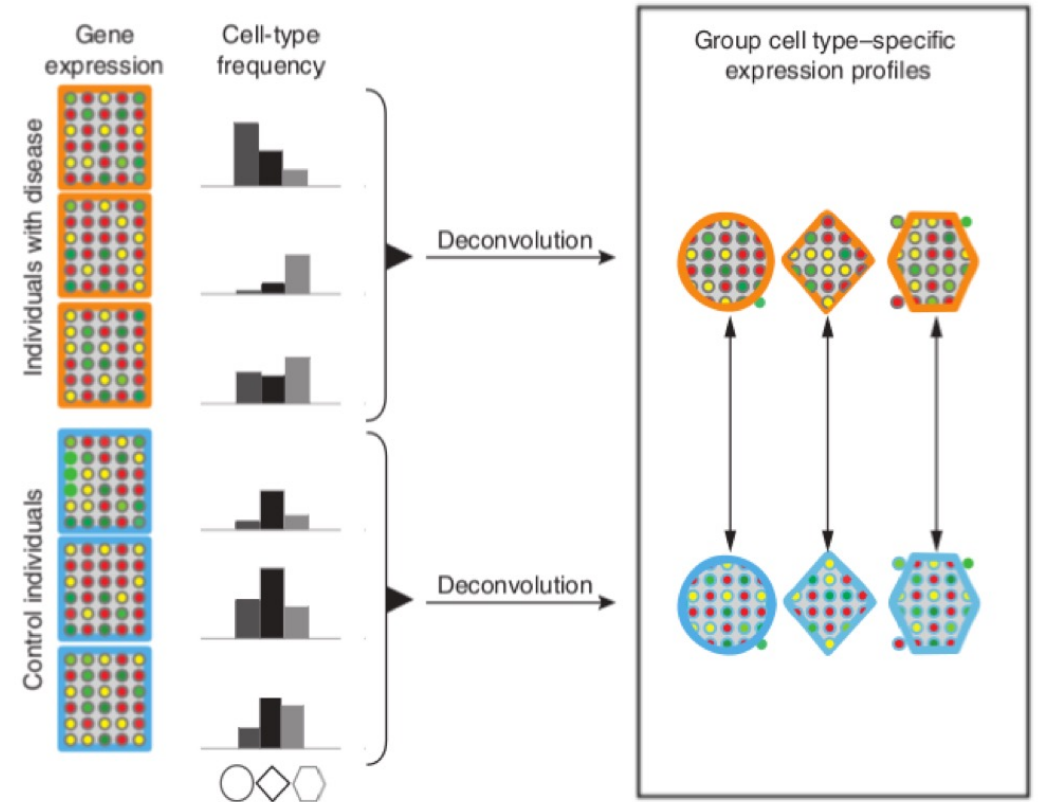 Gene
expression
Cell-type
frequency
Group cell type–specific
expression profiles
Individuals with disease
Deconvolution
Control individuals
Deconvolution